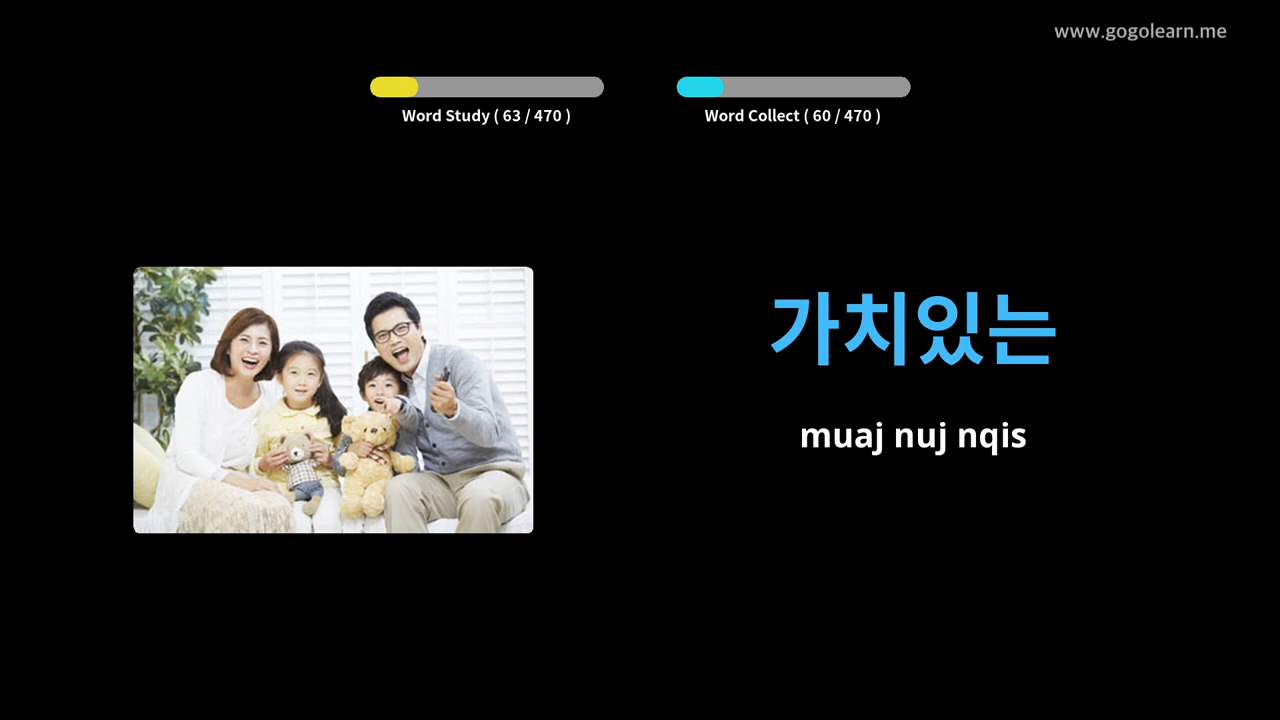 www.gogolearn.me
Word Study ( 63 / 470 )
Word Collect ( 60 / 470 )
가치있는
muaj nuj nqis